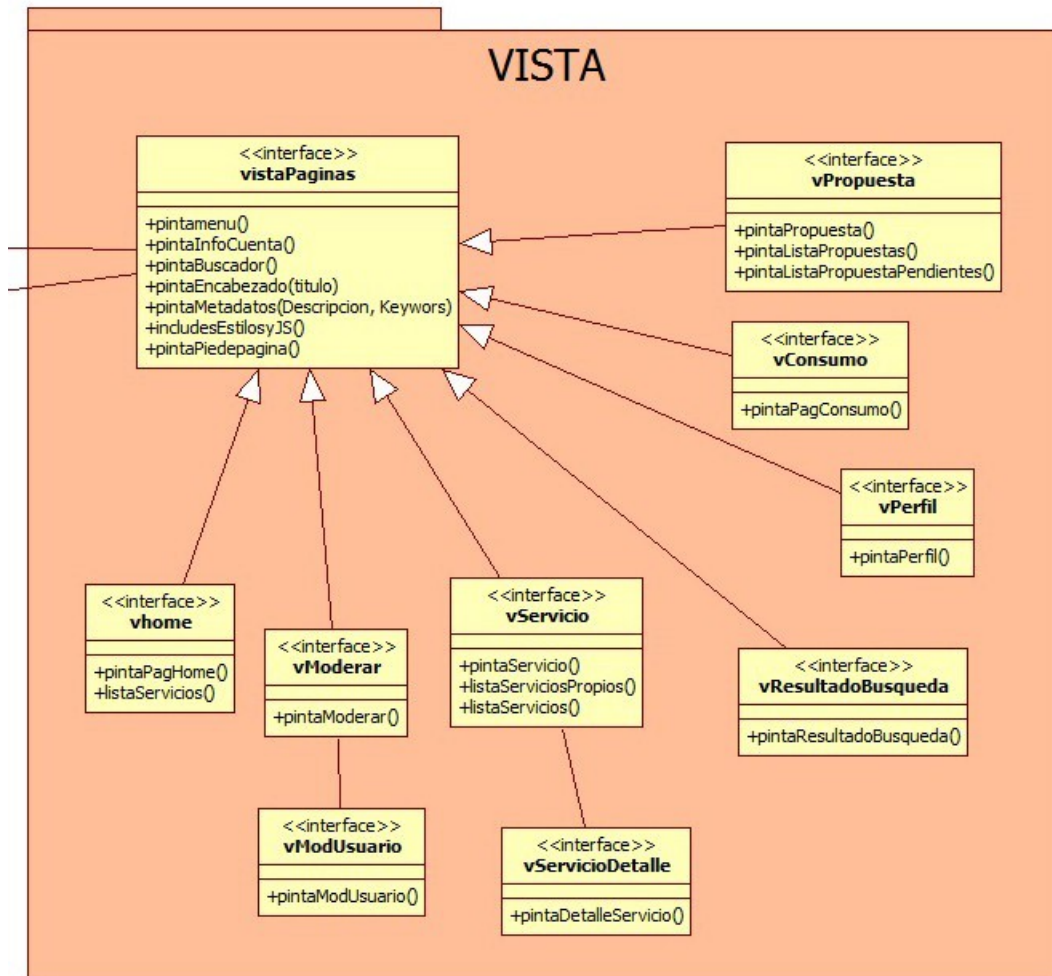 VISTA
<<interface>>
vistaPaginas
+pintamenu()
+pintaInfoCuenta()
+pintaBuscador()
+pintaEncabezado(titulo)
+pintaMetadatos(Descripcion, Keywors)
+includesEstilosyJS()
+pintaPiedepagina()
<<interface>>
vPropuesta
+pintaPropuesta()
+pintaListaPropuestas()
+pintaListaPropuestaPendientes()
<<interface>>
vConsumo
+pintaPagConsumo()
<<interface>>
vPerfil
+pintaPerfil()
<<interface>>
vhome
+pintaPagHome()
+listaServicios()
<<interface>>
vModerar
+pintaModerar()
<<interface>>
vServicio
+pintaServicio()
+listaServiciosPropios()
+listaServicios()
<<interface>>
vResultadoBusqueda
+pintaResultadoBusqueda()
<<interface>>
vModUsuario
+pintaModUsuario()
<<interface>>
vServicioDetalle
+pintaDetalleServicio()